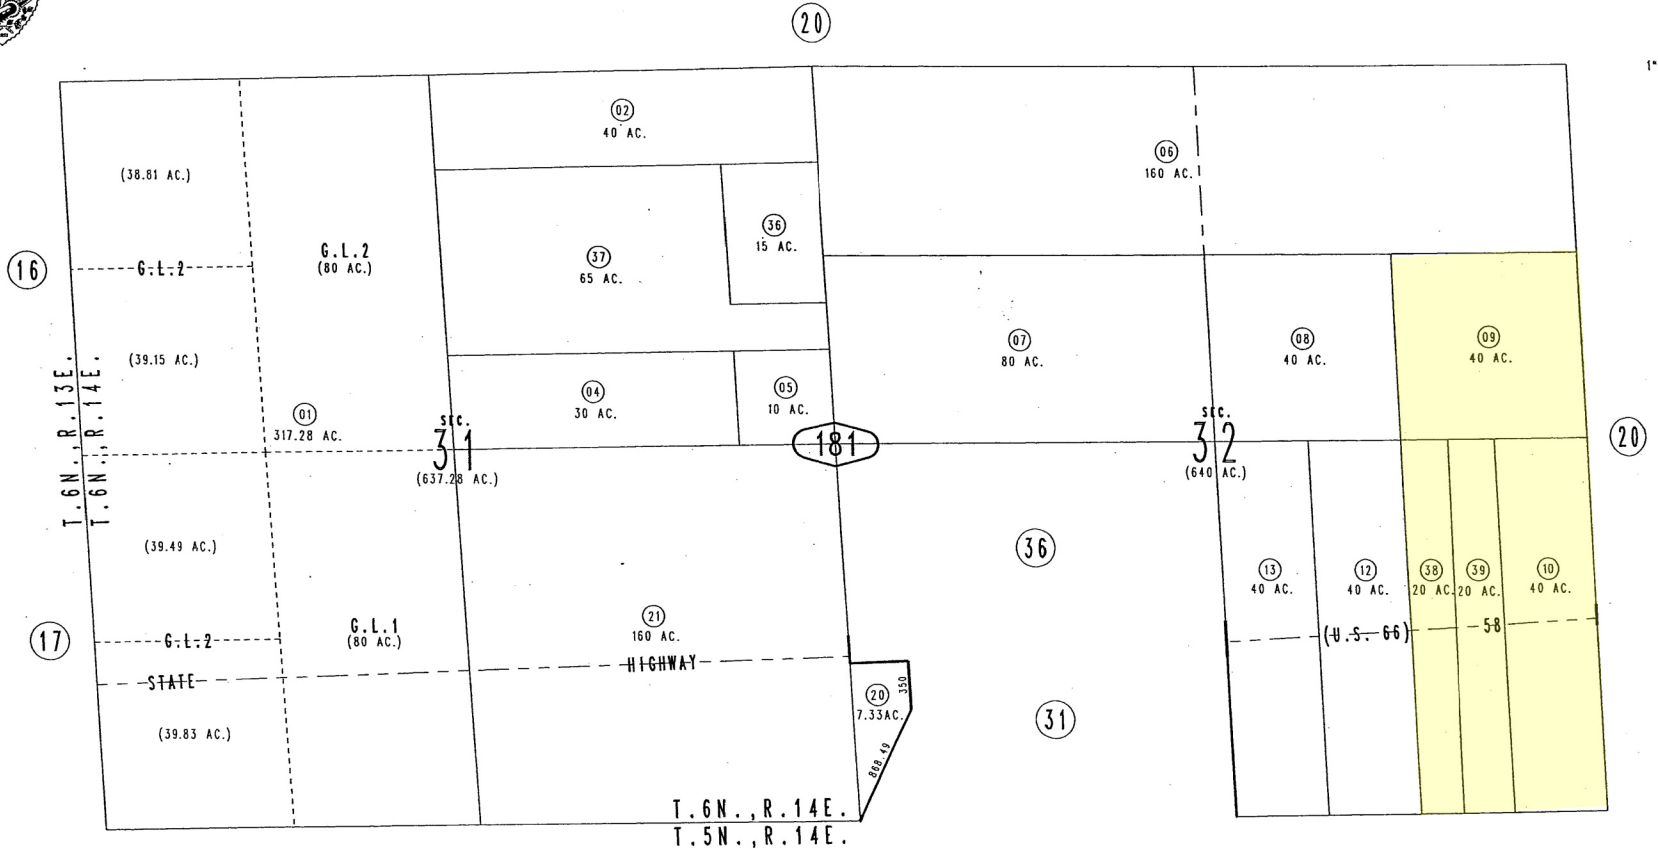 20
1"
02
40 AC.
06
160 AC.
(38.81 AC.)
36
15 AC.
G.L.2
(80 AC.)
37
65 AC.
16
G.L.2
07
80 AC.
08
40 AC.
09
40 AC.
(39.15 AC.)
T.6N.,R.13E.
T.6N.,R.14E.
04
30 AC.
05
10 AC.
01
317.28 AC.
SEC.
31
(637.28 AC.)
181
SEC.
32
(640 AC.)
20
(39.49 AC.)
36
13
40 AC.
12
40 AC.
38
20 AC.
39
20 AC.
10
40 AC.
21
160 AC.
G.L.1
(80 AC.)
17
G.L.2
(U.S. 66)
58
HIGHWAY
STATE
20
7.33AC.
350
31
(39.83 AC.)
868.49
T.6N.,R.14E.
T.5N.,R.14E.